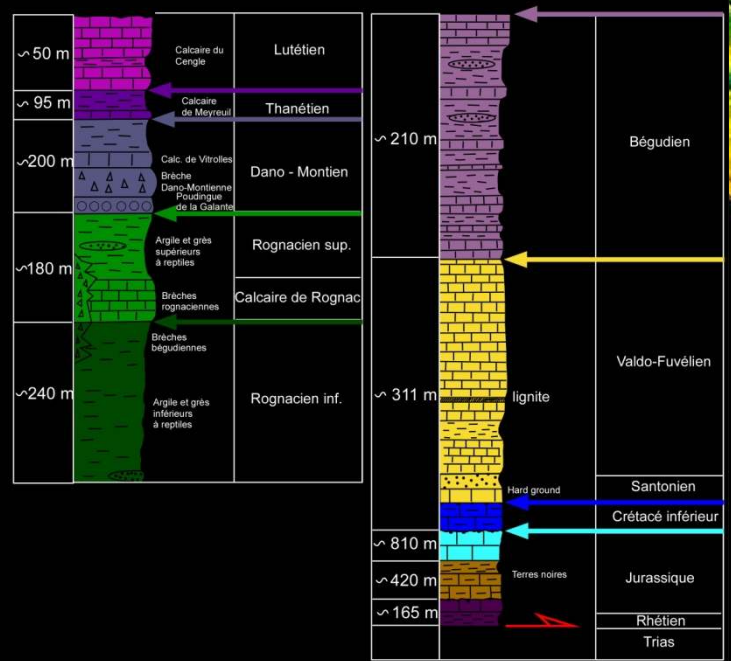 ~50 m
Calcaire du
Cengle
Lutétien
~95 m
Calcaire
de Meyreuil
Thanétien
~200 m
Calc. de Vitrolles
Brèche
Dano-Montienne
Poudingue
de la Galante
Dano - Montien
~180 m
Argile et grès
supérieurs
à reptiles
Rognacien sup.
Brèches
rognaciennes
Calcaire de Rognac
~240 m
Brèches
bégudiennes
Argile et grès
inférieurs
à reptiles
Rognacien inf.
~ 210 m
Bégudien
~ 311 m
lignite
Valdo-Fuvélien
Hard ground
Santonien
Crétacé inférieur
~ 810 m
~ 420 m
Terres noires
Jurassique
~ 165 m
Rhétien
Trias